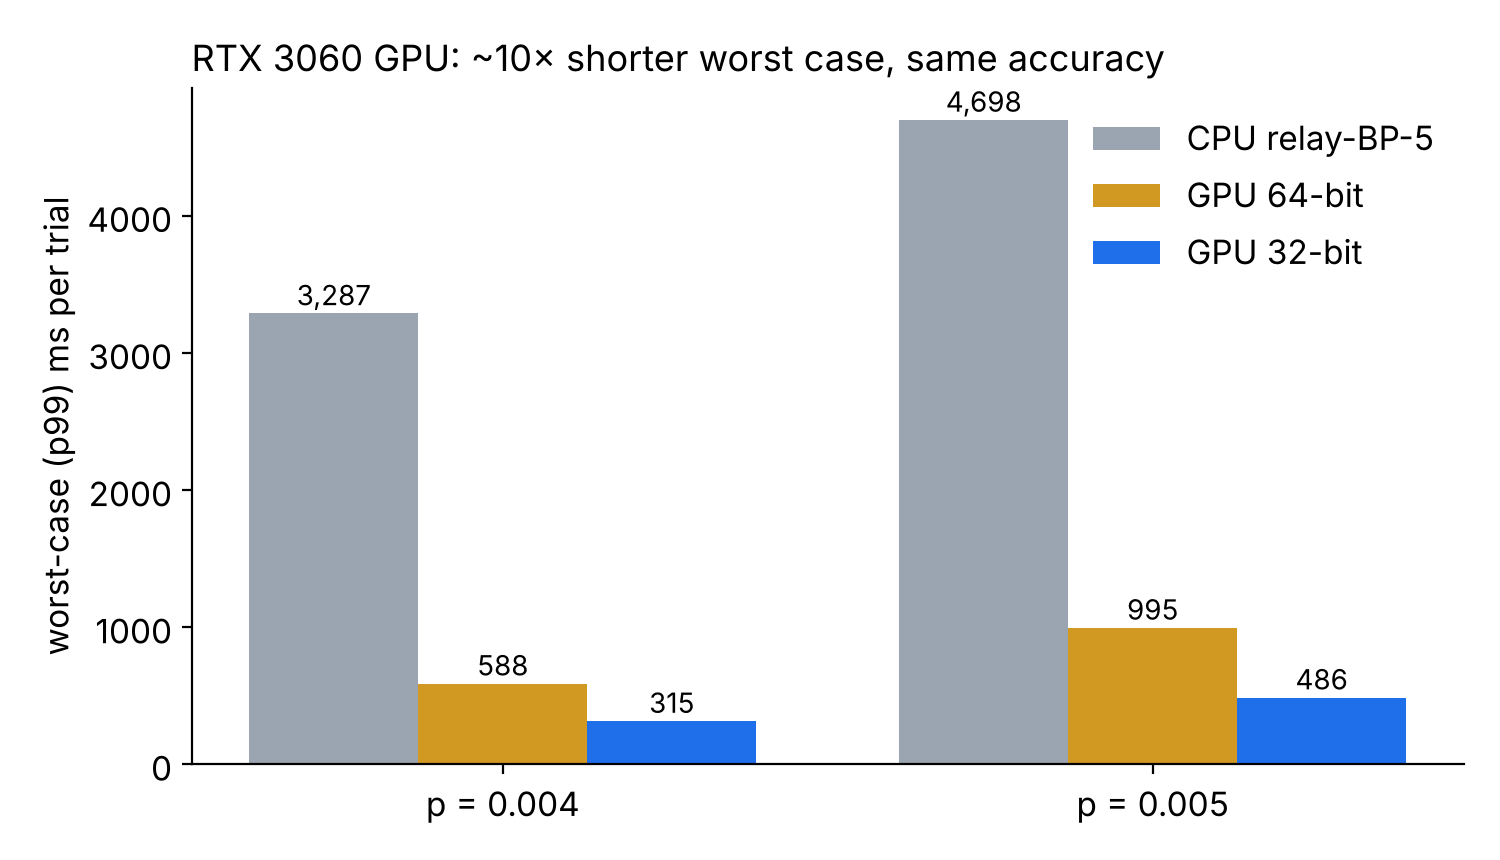 RTX 3060 GPU: ~10× shorter worst case, same accuracy
4,698
CPU relay-BP-5
GPU 64-bit
GPU 32-bit
worst-case (p99) ms per trial
4000
3000
2000
1000
0
3,287
588
315
995
486
p = 0.004
p = 0.005